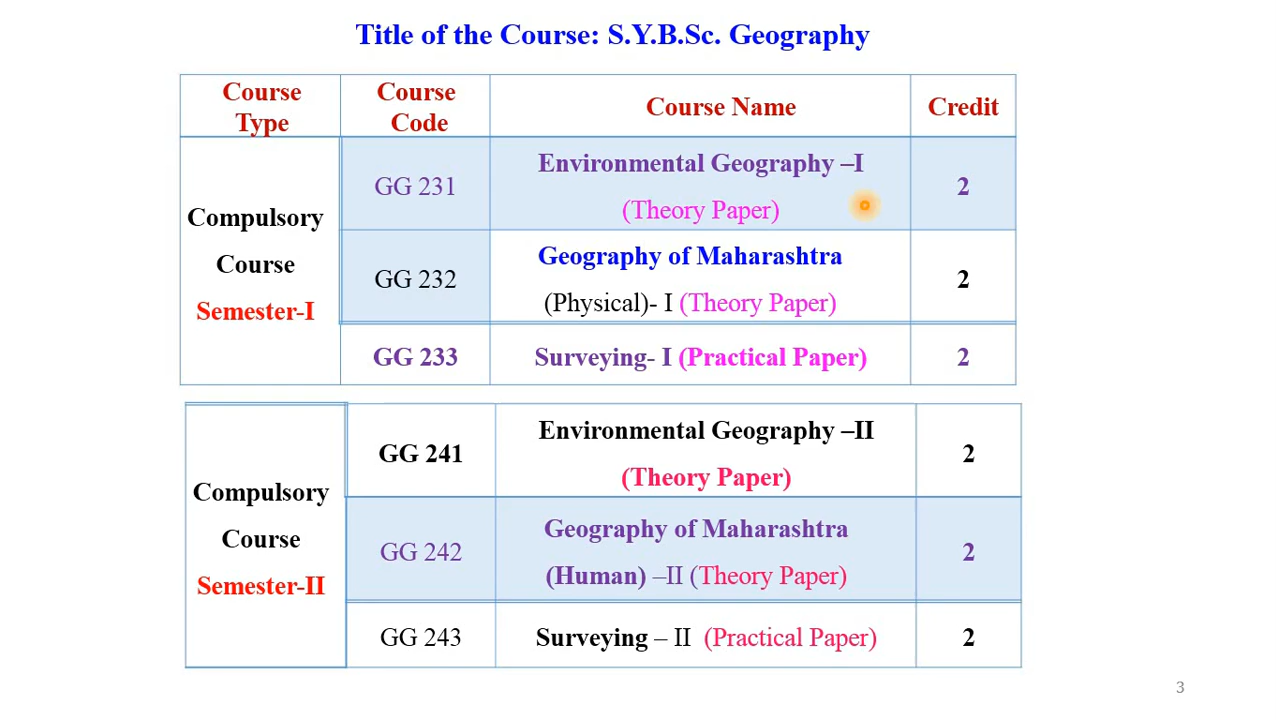 Title of the Course: S.Y.B.Sc. Geography
Course Type
Course Code
Course Name
Credit
Compulsory
Course
Semester-I
GG 231
Environmental Geography –I
(Theory Paper)
2
GG 232
Geography of Maharashtra
(Physical)- I (Theory Paper)
2
GG 233
Surveying- I (Practical Paper)
2
Compulsory
Course
Semester-II
GG 241
Environmental Geography –II
(Theory Paper)
2
GG 242
Geography of Maharashtra
(Human) –II (Theory Paper)
2
GG 243
Surveying – II (Practical Paper)
2
3